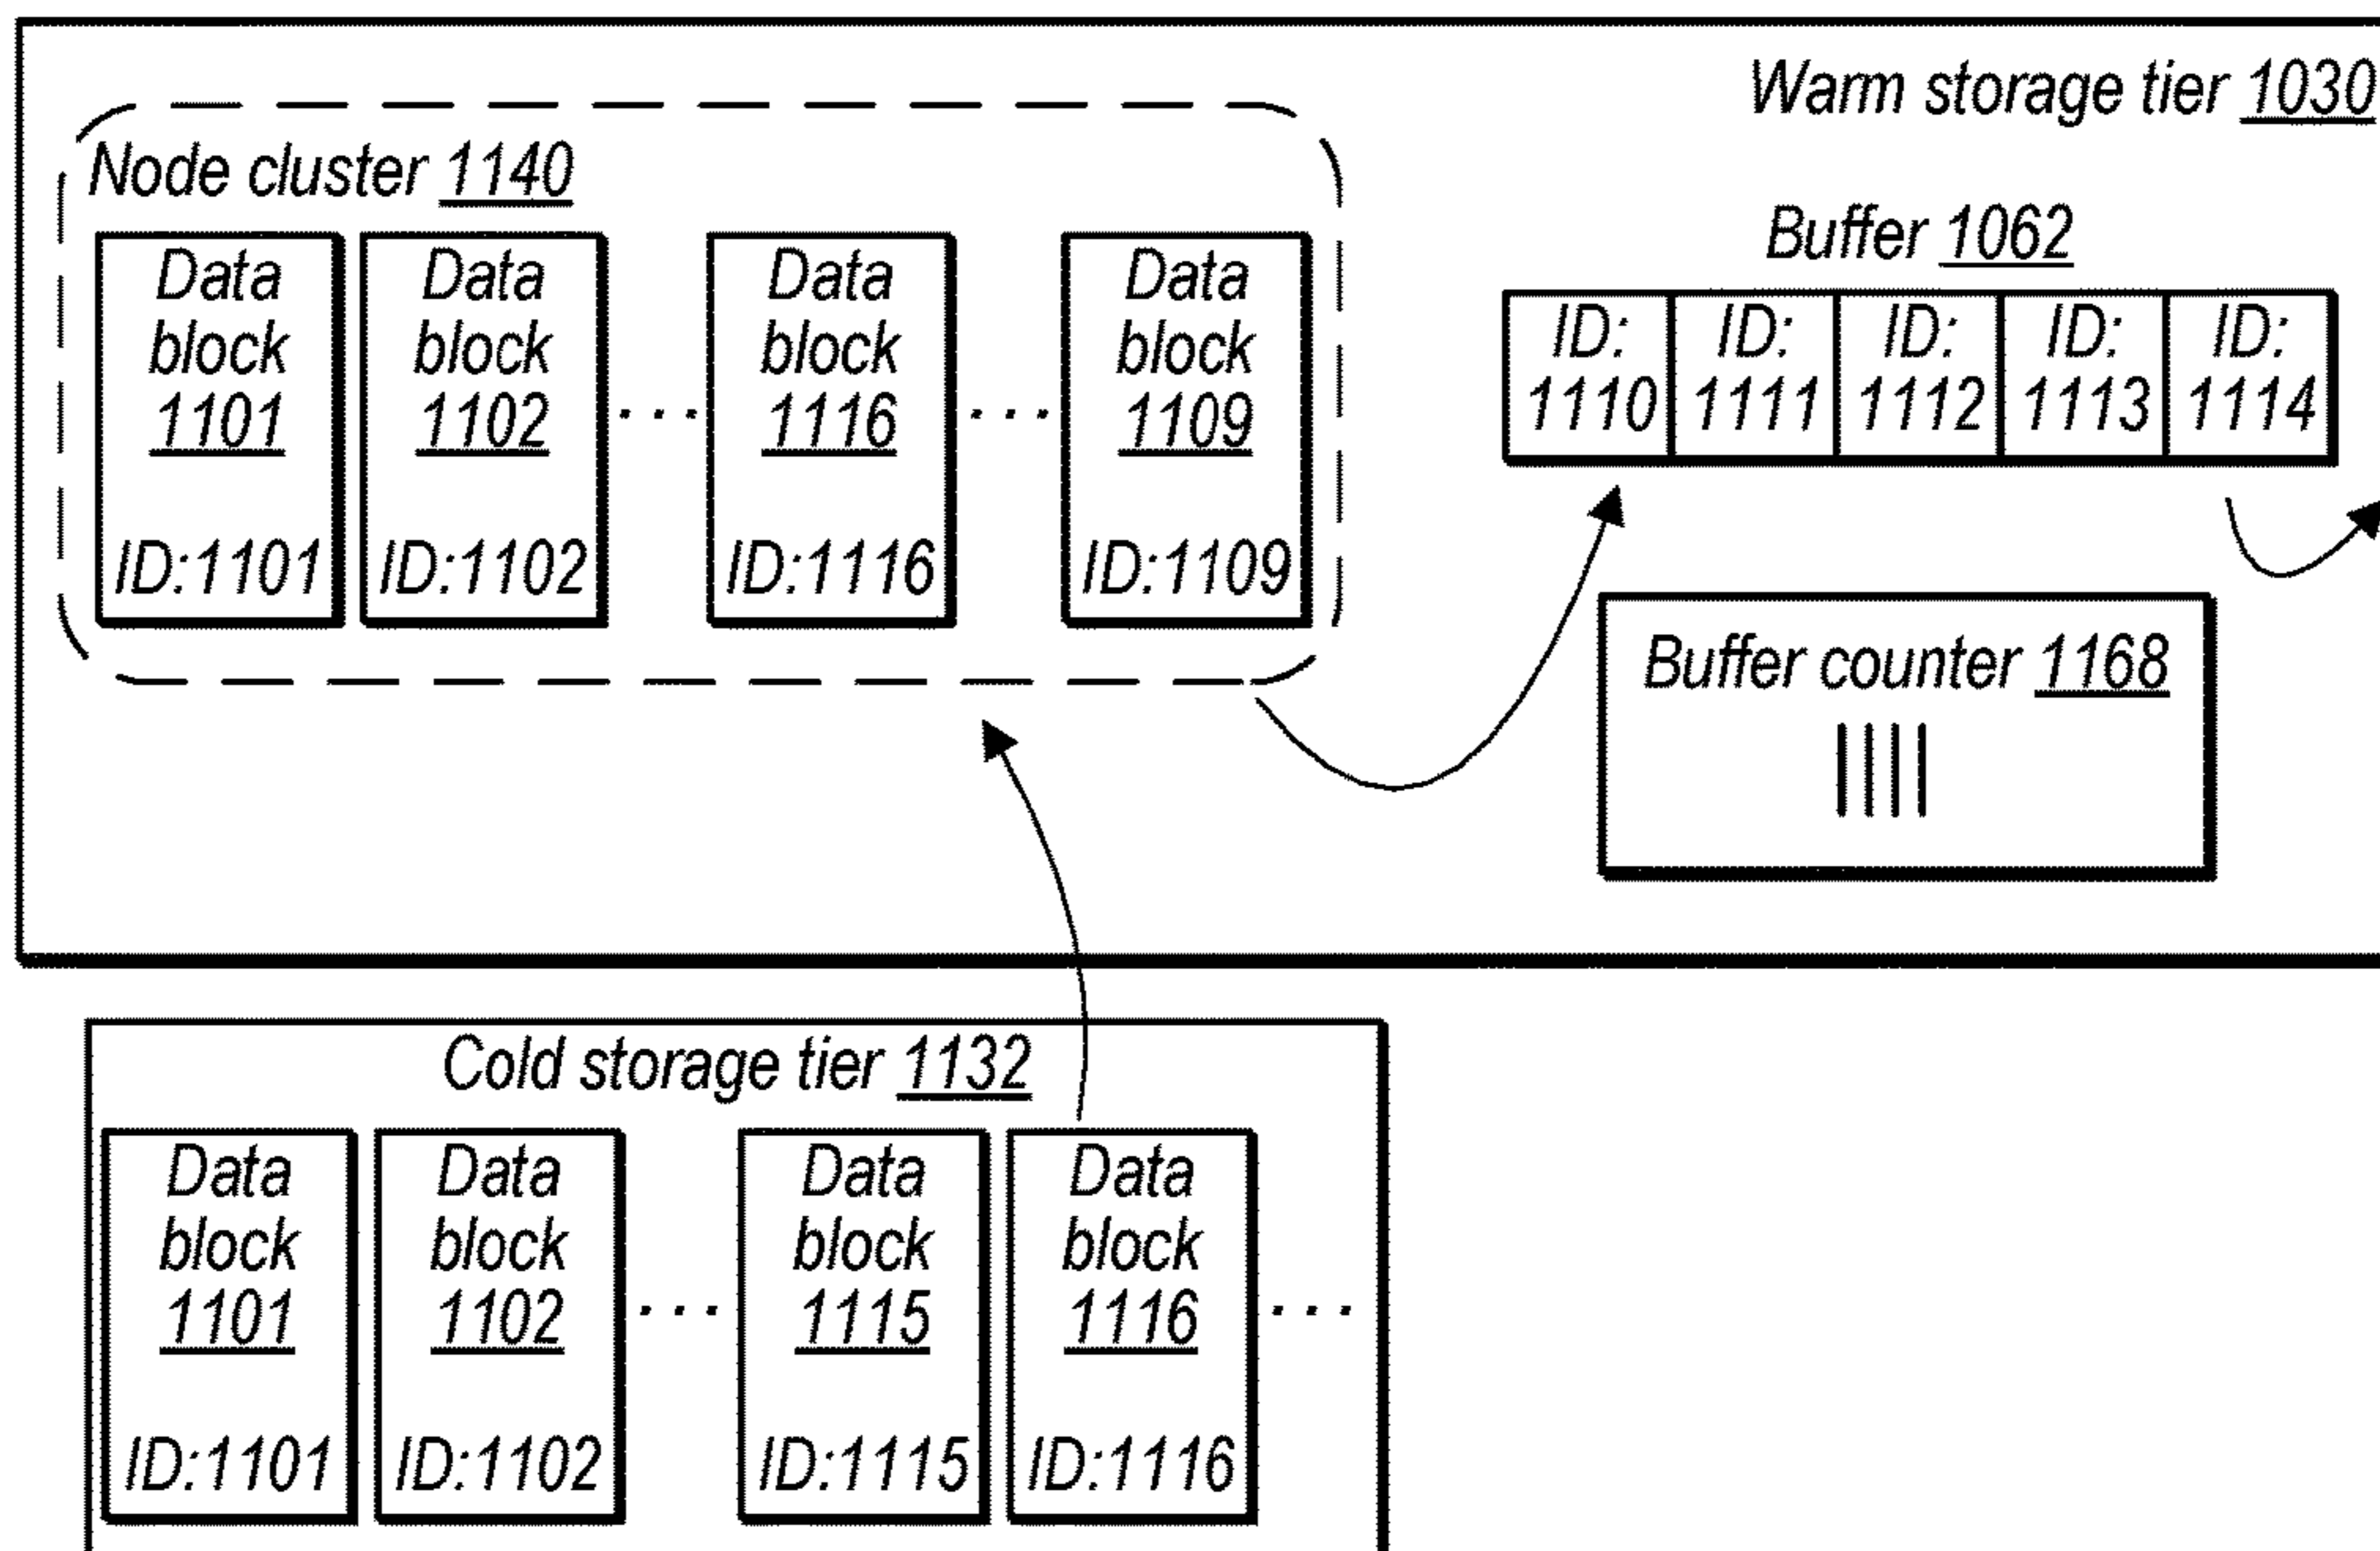 Warm storage tier 1030
Node cluster 1140
Data
block
1101
ID:1101
Data
block
1102
ID:1102
...
Data
block
1116
ID:1116
...
Data
block
1109
ID:1109
Buffer 1062
ID:
1110
ID:
1111
ID:
1112
ID:
1113
ID:
1114
Buffer counter 1168
||||
Cold storage tier 1132
Data
block
1101
ID:1101
Data
block
1102
ID:1102
...
Data
block
1115
ID:1115
Data
block
1116
ID:1116
...